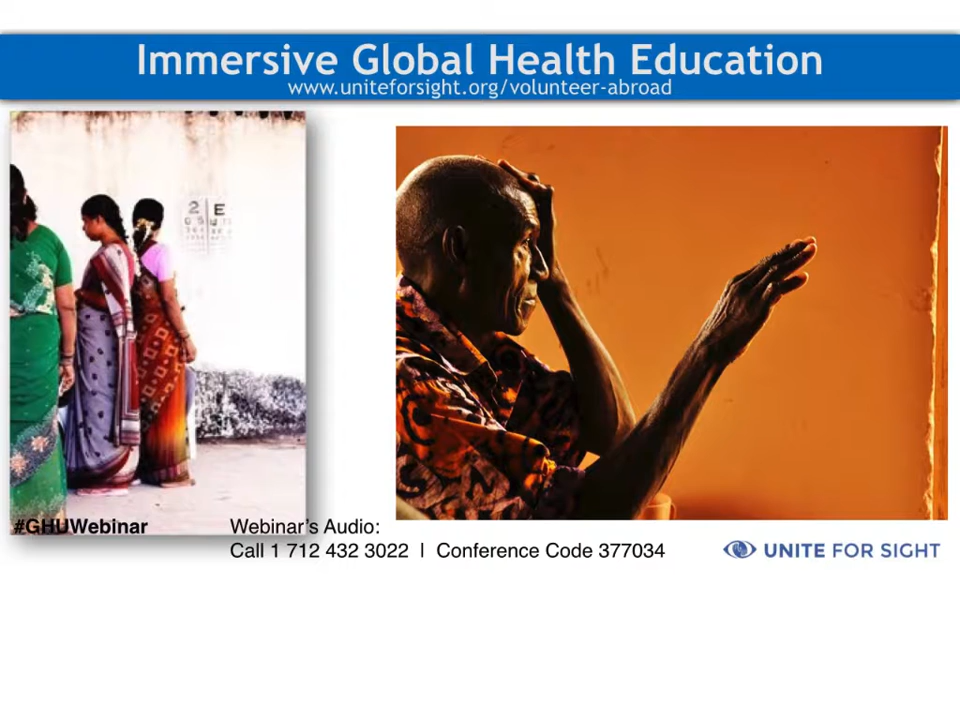 Immersive Global Health Education
www.uniteforsight.org/volunteer-abroad
2 E
#GHUWebinar
Webinar's Audio:
Call 1 712 432 3022 | Conference Code 377034
UNITE FOR SIGHT